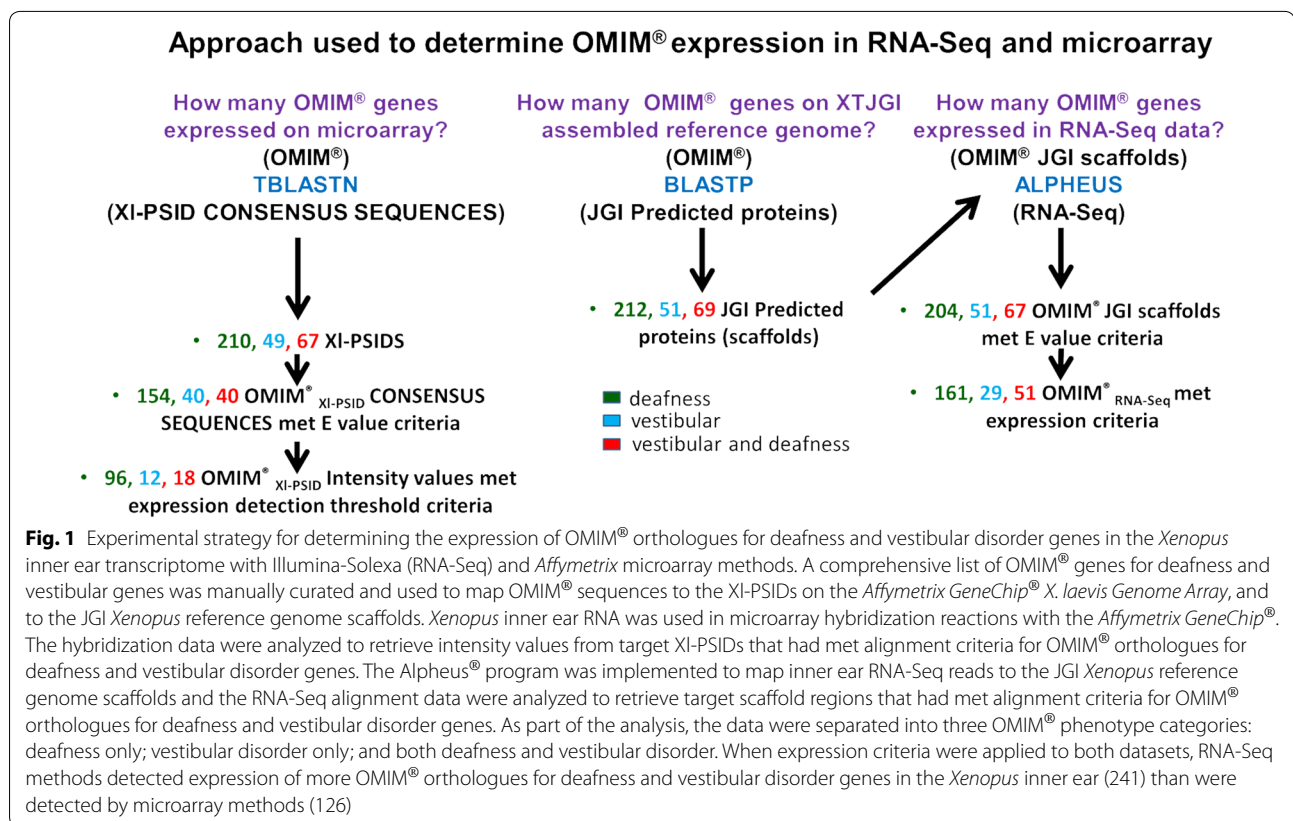 Approach used to determine OMIM® expression in RNA-Seq and microarray
How many OMIM® genes
expressed on microarray?
(OMIM®)
TBLASTN
(Xl-PSID CONSENSUS SEQUENCES)
• 210, 49, 67 Xl-PSIDS
• 154, 40, 40 OMIM® Xl-PSID CONSENSUS
SEQUENCES met E value criteria
• 96, 12, 18 OMIM® Xl-PSID Intensity values met
expression detection threshold criteria
How many OMIM® genes on XTJGI
assembled reference genome?
(OMIM®)
BLASTP
(JGI Predicted proteins)
• 212, 51, 69 JGI Predicted
proteins (scaffolds)
deafness
vestibular
vestibular and deafness
How many OMIM® genes
expressed in RNA-Seq data?
(OMIM® JGI scaffolds)
ALPHEUS
(RNA-Seq)
• 204, 51, 67 OMIM® JGI scaffolds
met E value criteria
• 161, 29, 51 OMIM® RNA-Seq met
expression criteria
Fig. 1 Experimental strategy for determining the expression of OMIM® orthologues for deafness and vestibular disorder genes in the Xenopus
inner ear transcriptome with Illumina-Solexa (RNA-Seq) and Affymetrix microarray methods. A comprehensive list of OMIM® genes for deafness and
vestibular genes was manually curated and used to map OMIM® sequences to the Xl-PSIDs on the Affymetrix GeneChip® X. laevis Genome Array, and
to the JGI Xenopus reference genome scaffolds. Xenopus inner ear RNA was used in microarray hybridization reactions with the Affymetrix GeneChip®.
The hybridization data were analyzed to retrieve intensity values from target Xl-PSIDs that had met alignment criteria for OMIM® orthologues for
deafness and vestibular disorder genes. The Alpheus® program was implemented to map inner ear RNA-Seq reads to the JGI Xenopus reference
genome scaffolds and the RNA-Seq alignment data were analyzed to retrieve target scaffold regions that had met alignment criteria for OMIM®
orthologues for deafness and vestibular disorder genes. As part of the analysis, the data were separated into three OMIM® phenotype categories:
deafness only; vestibular disorder only; and both deafness and vestibular disorder. When expression criteria were applied to both datasets, RNA-Seq
methods detected expression of more OMIM® orthologues for deafness and vestibular disorder genes in the Xenopus inner ear (241) than were
detected by microarray methods (126)